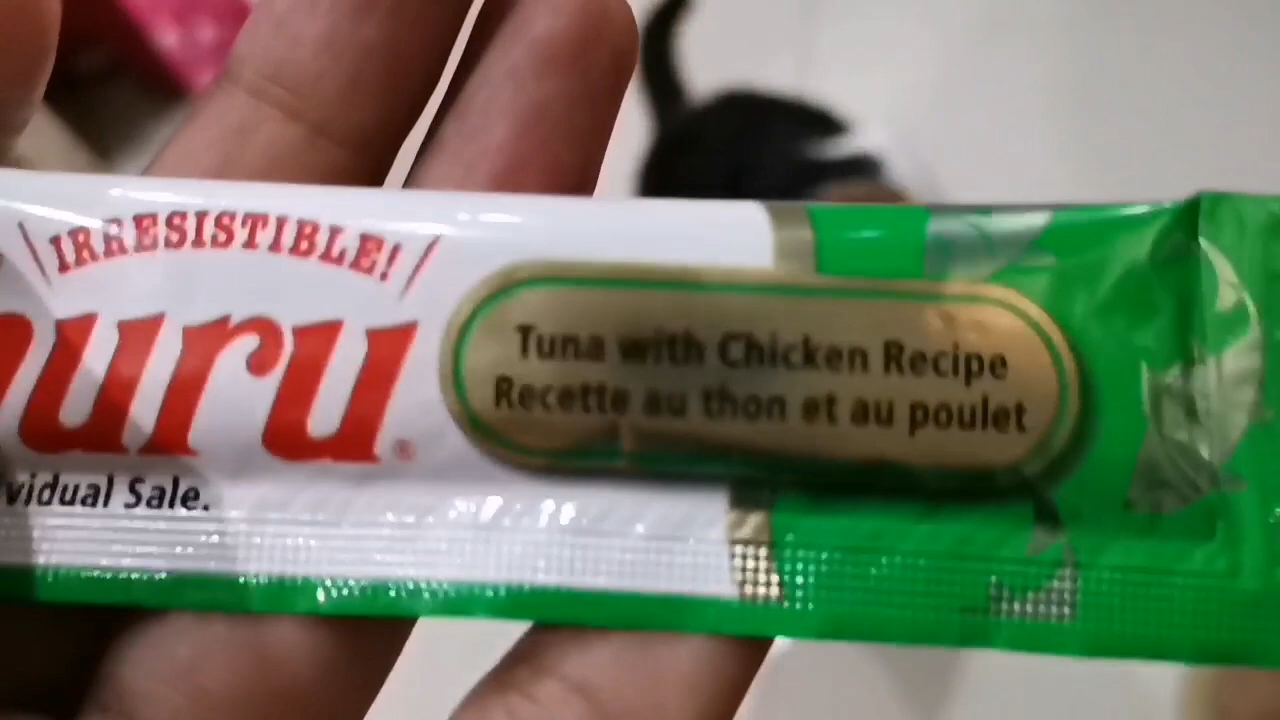 IRRESISTIBLE!
uru®
Tuna with Chicken Recipe
Recette au thon et au poulet
vidual Sale.